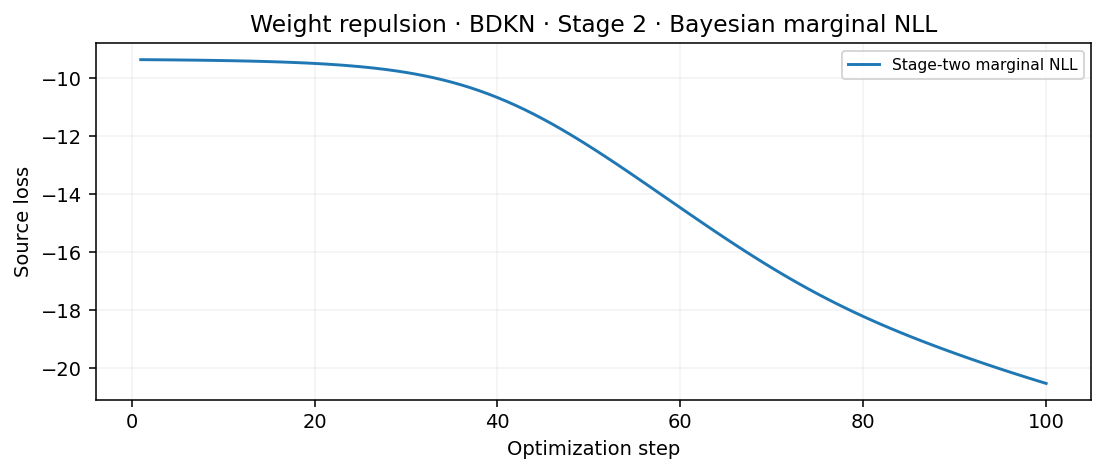 Weight repulsion · BDKN · Stage 2 · Bayesian marginal NLL
Stage-two marginal NLL
Source loss
−10
−12
−14
−16
−18
−20
0 20 40 60 80 100
Optimization step